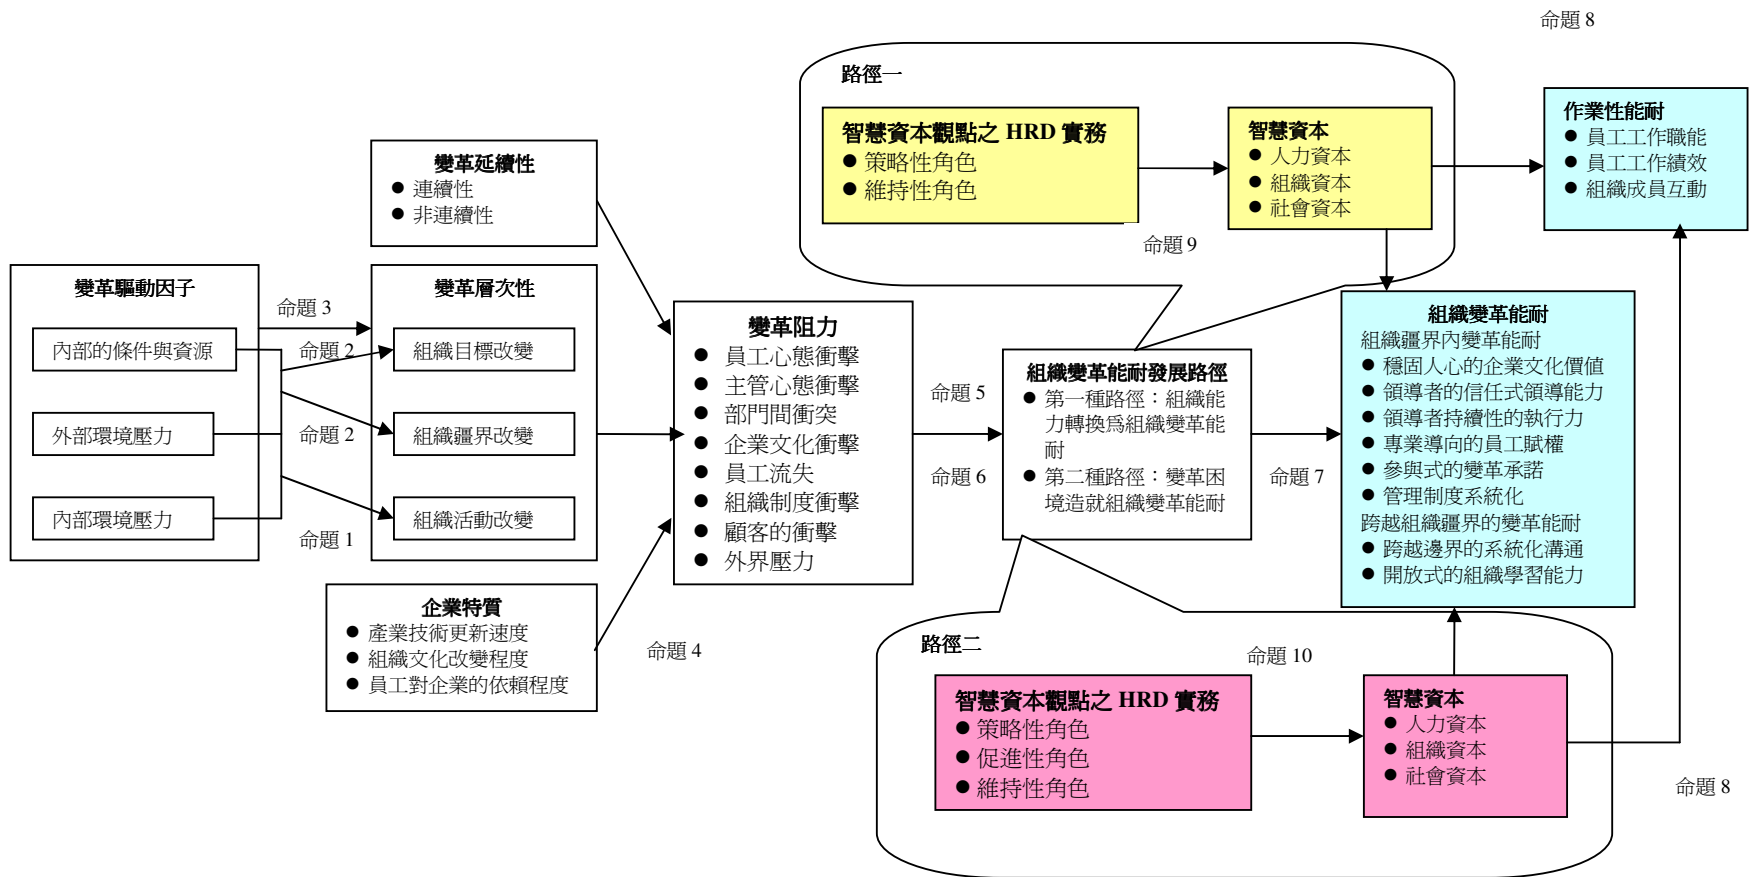 命題 8
路徑一
智慧資本觀點之 HRD 實務
● 策略性角色
● 維持性角色
智慧資本
● 人力資本
● 組織資本
● 社會資本
作業性能耐
● 員工工作職能
● 員工工作績效
● 組織成員互動
命題 9
變革延續性
● 連續性
● 非連續性
變革驅動因子
內部的條件與資源
外部環境壓力
內部環境壓力
命題 3
命題 2
命題 2
命題 1
變革層次性
組織目標改變
組織疆界改變
組織活動改變
企業特質
● 產業技術更新速度
● 組織文化改變程度
● 員工對企業的依賴程度
命題 4
變革阻力
● 員工心態衝擊
● 主管心態衝擊
● 部門間衝突
● 企業文化衝擊
● 員工流失
● 組織制度衝擊
● 顧客的衝擊
● 外界壓力
命題 5
命題 6
組織變革能耐發展路徑
● 第一種路徑：組織能
力轉換為組織變革能
耐
● 第二種路徑：變革困
境造就組織變革能耐
命題 7
組織變革能耐
組織疆界內變革能耐
● 穩固人心的企業文化價值
● 領導者的信任式領導能力
● 領導者持續性的執行力
● 專業導向的員工賦權
● 參與式的變革承諾
● 管理制度系統化
跨越組織疆界的變革能耐
● 跨越邊界的系統化溝通
● 開放式的組織學習能力
路徑二
命題 10
智慧資本觀點之 HRD 實務
● 策略性角色
● 促進性角色
● 維持性角色
智慧資本
● 人力資本
● 組織資本
● 社會資本
命題 8